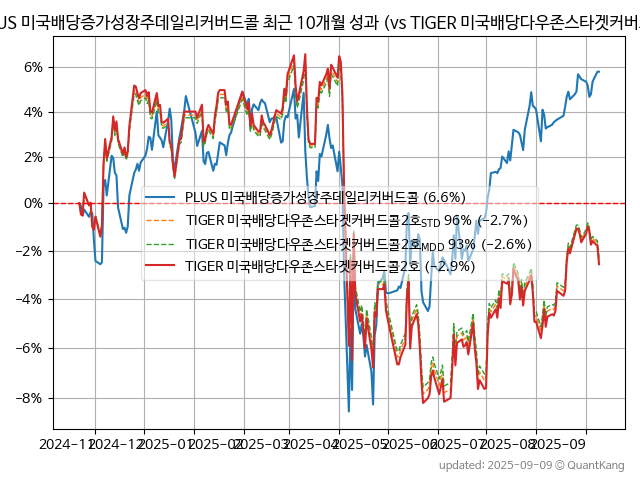 US 미국배당증가성장주데일리커버드콜 최근 10개월 성과 (vs TIGER 미국배당다우존스타겟커버드
6%
4%
2%
0%
−2%
−4%
−6%
−8%
PLUS 미국배당증가성장주데일리커버드콜 (6.6%)
TIGER 미국배당다우존스타겟커버드콜2호STD 96% (−2.7%)
TIGER 미국배당다우존스타겟커버드콜2호MDD 93% (−2.6%)
TIGER 미국배당다우존스타겟커버드콜2호 (−2.9%)
2024−11 2024−12 2025−01 2025−02 2025−03 2025−04 2025−05 2025−06 2025−07 2025−08 2025−09
updated: 2025−09−09 © QuantKang